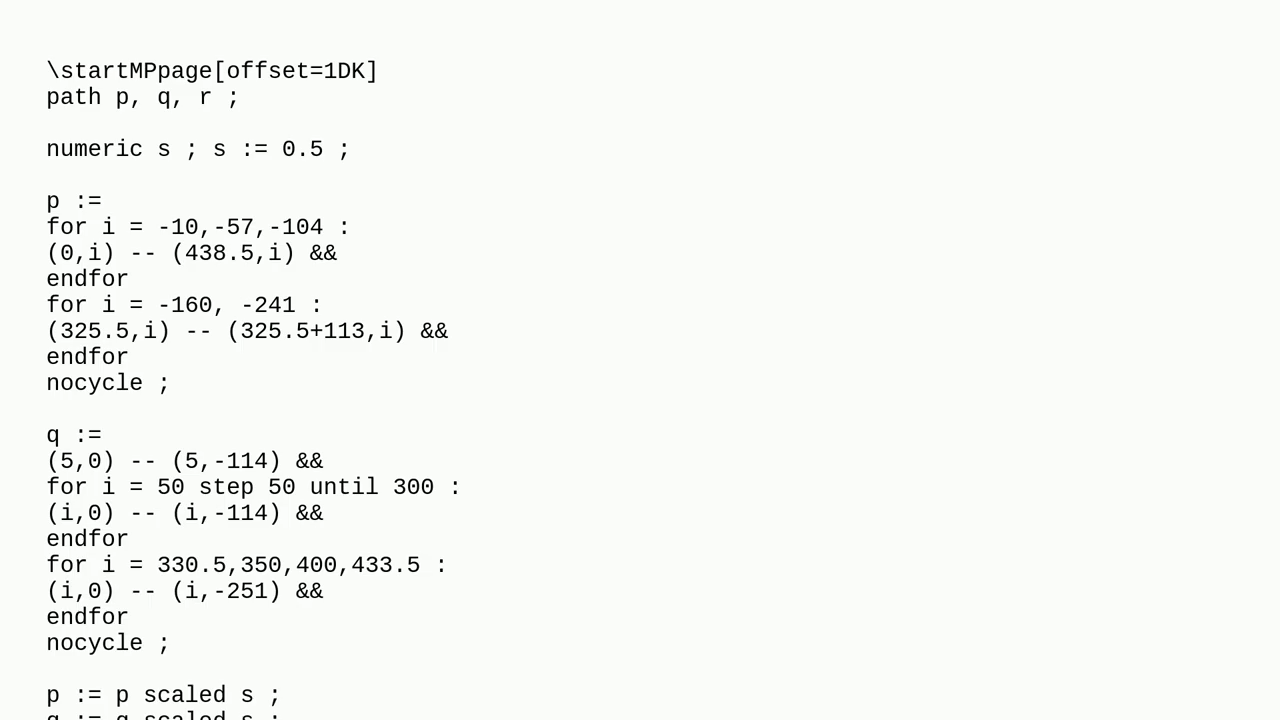 \startMPpage[offset=1DK]
path p, q, r ;
numeric s ; s := 0.5 ;
p :=
for i = -10,-57,-104 :
(0,i) -- (438.5,i) &&
endfor
for i = -160, -241 :
(325.5,i) -- (325.5+113,i) &&
endfor
nocycle ;
q :=
(5,0) -- (5,-114) &&
for i = 50 step 50 until 300 :
(i,0) -- (i,-114) &&
endfor
for i = 330.5,350,400,433.5 :
(i,0) -- (i,-251) &&
endfor
nocycle ;
p := p scaled s ;
q := q scaled s ;